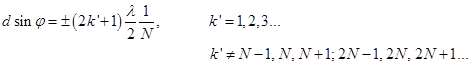 d sin φ = ±(2k'+1) λ/2 1/N, k' = 1, 2, 3...
k' ≠ N−1, N, N+1; 2N−1, 2N, 2N+1...